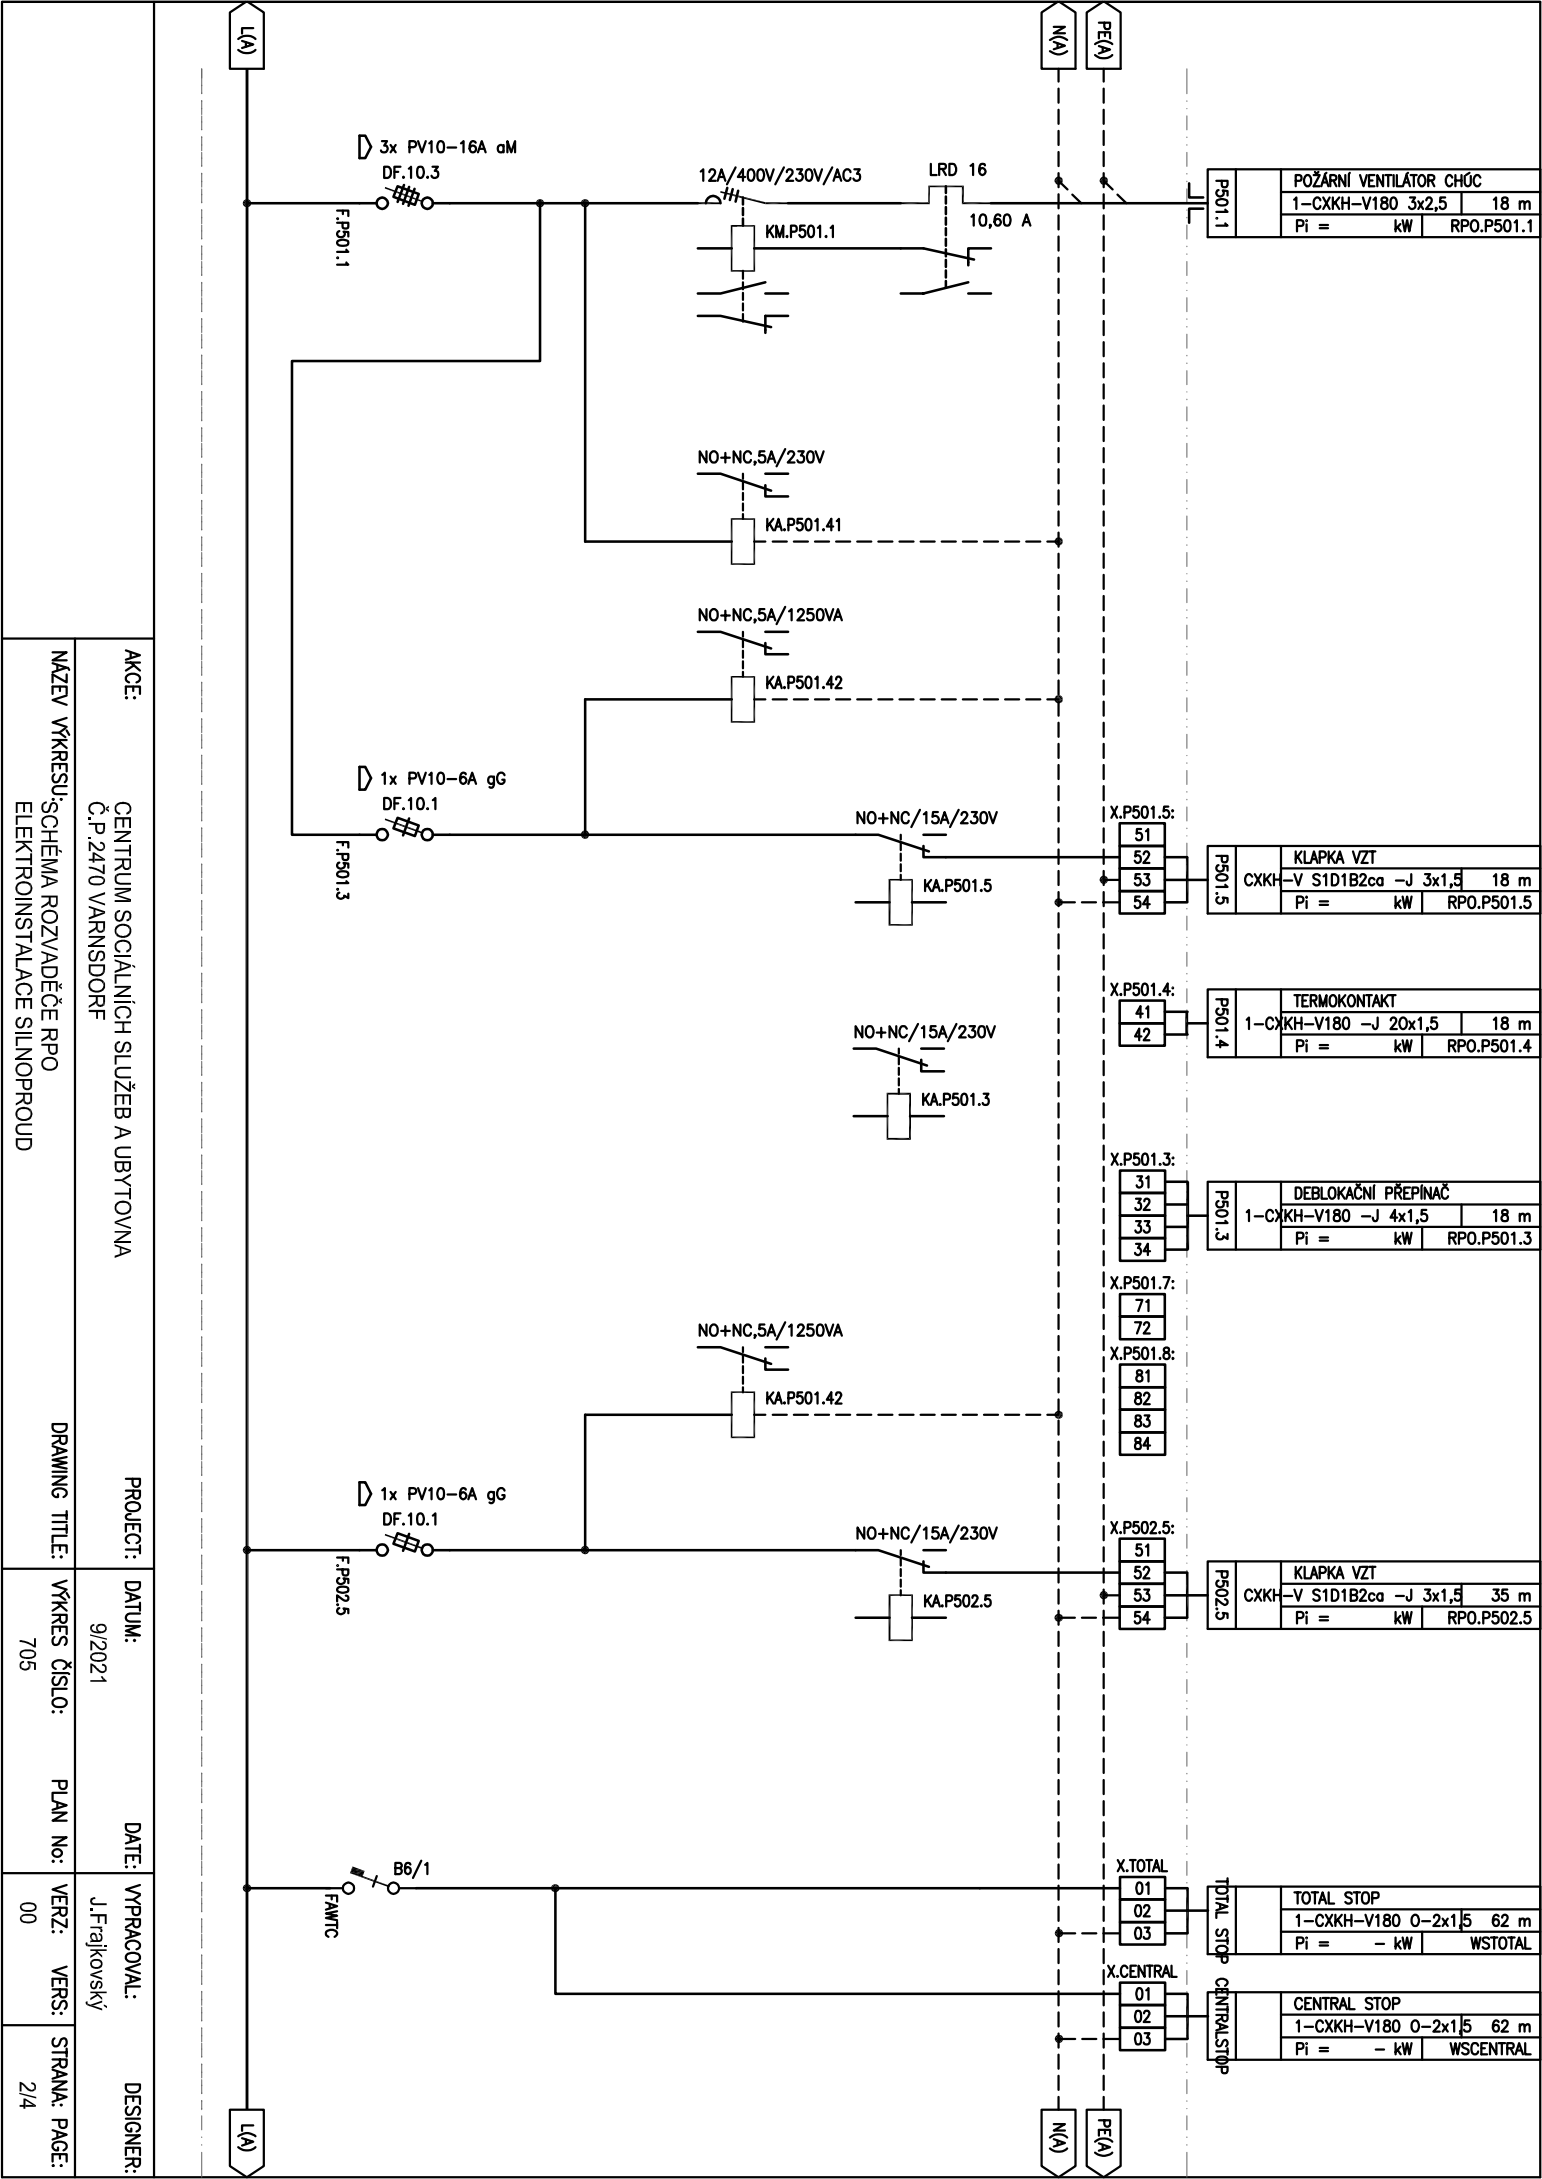 L(A)
N(A)
PE(A)
3x PV10-16A aM
DF.10.3
F.P501.1
12A/400V/230V/AC3
KM.P501.1
LRD 16
10,60 A
P501.1
POŽÁRNÍ VENTILÁTOR CHÚC
1-CXKH-V180 3x2,5 18 m
Pi = kW RPO.P501.1
NO+NC,5A/230V
KA.P501.41
NO+NC,5A/1250VA
KA.P501.42
1x PV10-6A gG
DF.10.1
F.P501.3
NO+NC/15A/230V
KA.P501.5
X.P501.5:
51
52
53
54
P501.5
KLAPKA VZT
CXKH-V S1D1B2ca -J 3x1,5 18 m
Pi = kW RPO.P501.5
X.P501.4:
41
42
P501.4
TERMOKONTAKT
1-CXKH-V180 -J 20x1,5 18 m
Pi = kW RPO.P501.4
NO+NC/15A/230V
KA.P501.3
X.P501.3:
31
32
33
34
P501.3
DEBLOKAČNÍ PŘEPÍNAČ
1-CXKH-V180 -J 4x1,5 18 m
Pi = kW RPO.P501.3
X.P501.7:
71
72
X.P501.8:
81
82
83
84
NO+NC,5A/1250VA
KA.P501.42
1x PV10-6A gG
DF.10.1
F.P502.5
NO+NC/15A/230V
KA.P502.5
X.P502.5:
51
52
53
54
P502.5
KLAPKA VZT
CXKH-V S1D1B2ca -J 3x1,5 35 m
Pi = kW RPO.P502.5
B6/1
FAWTC
X.TOTAL
01
02
03
TOTAL STOP
TOTAL STOP
1-CXKH-V180 O-2x1,5 62 m
Pi = - kW WSTOTAL
X.CENTRAL
01
02
03
CENTRALSTOP
CENTRAL STOP
1-CXKH-V180 O-2x1,5 62 m
Pi = - kW WSCENTRAL
L(A)
N(A)
PE(A)
AKCE: PROJECT:
CENTRUM SOCIÁLNÍCH SLUŽEB A UBYTOVNA
Č.P.2470 VARNSDORF
NÁZEV VÝKRESU: DRAWING TITLE:
SCHÉMA ROZVADĚČE RPO
ELEKTROINSTALACE SILNOPROUD
DATUM: DATE:
9/2021
VÝKRES ČÍSLO: PLAN No:
705
VYPRACOVAL: DESIGNER:
J.Frajkovský
VERZ: VERS:
00
STRANA: PAGE:
2/4